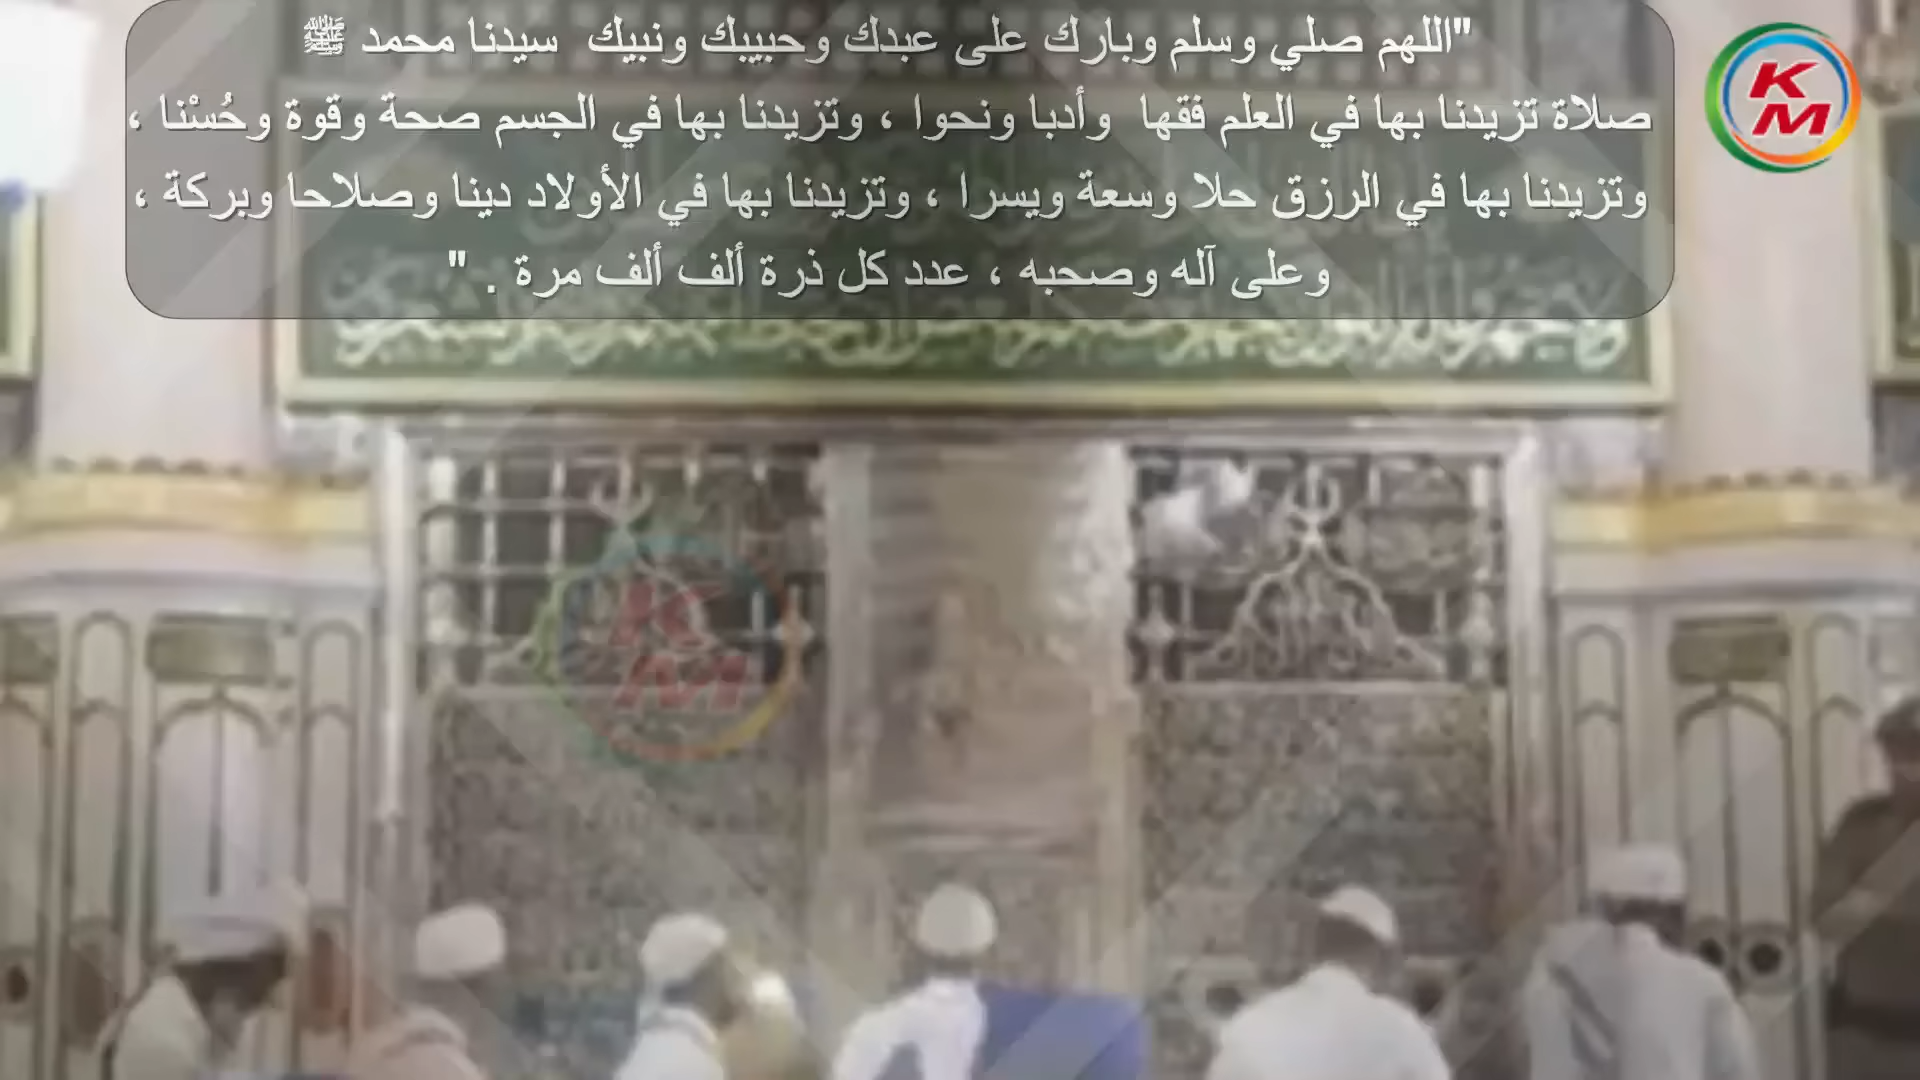 "اللهم صلي وسلم وبارك على عبدك وحبيبك ونبيك سيدنا محمد ﷺ
صلاة تزيدنا بها في العلم فقها وأدبا ونحوا ، وتزيدنا بها في الجسم صحة وقوة وحُسْنا ،
وتزيدنا بها في الرزق حلا وسعة ويسرا ، وتزيدنا بها في الأولاد دينا وصلاحا وبركة ،
وعلى آله وصحبه ، عدد كل ذرة ألف ألف مرة . "
KM
KM